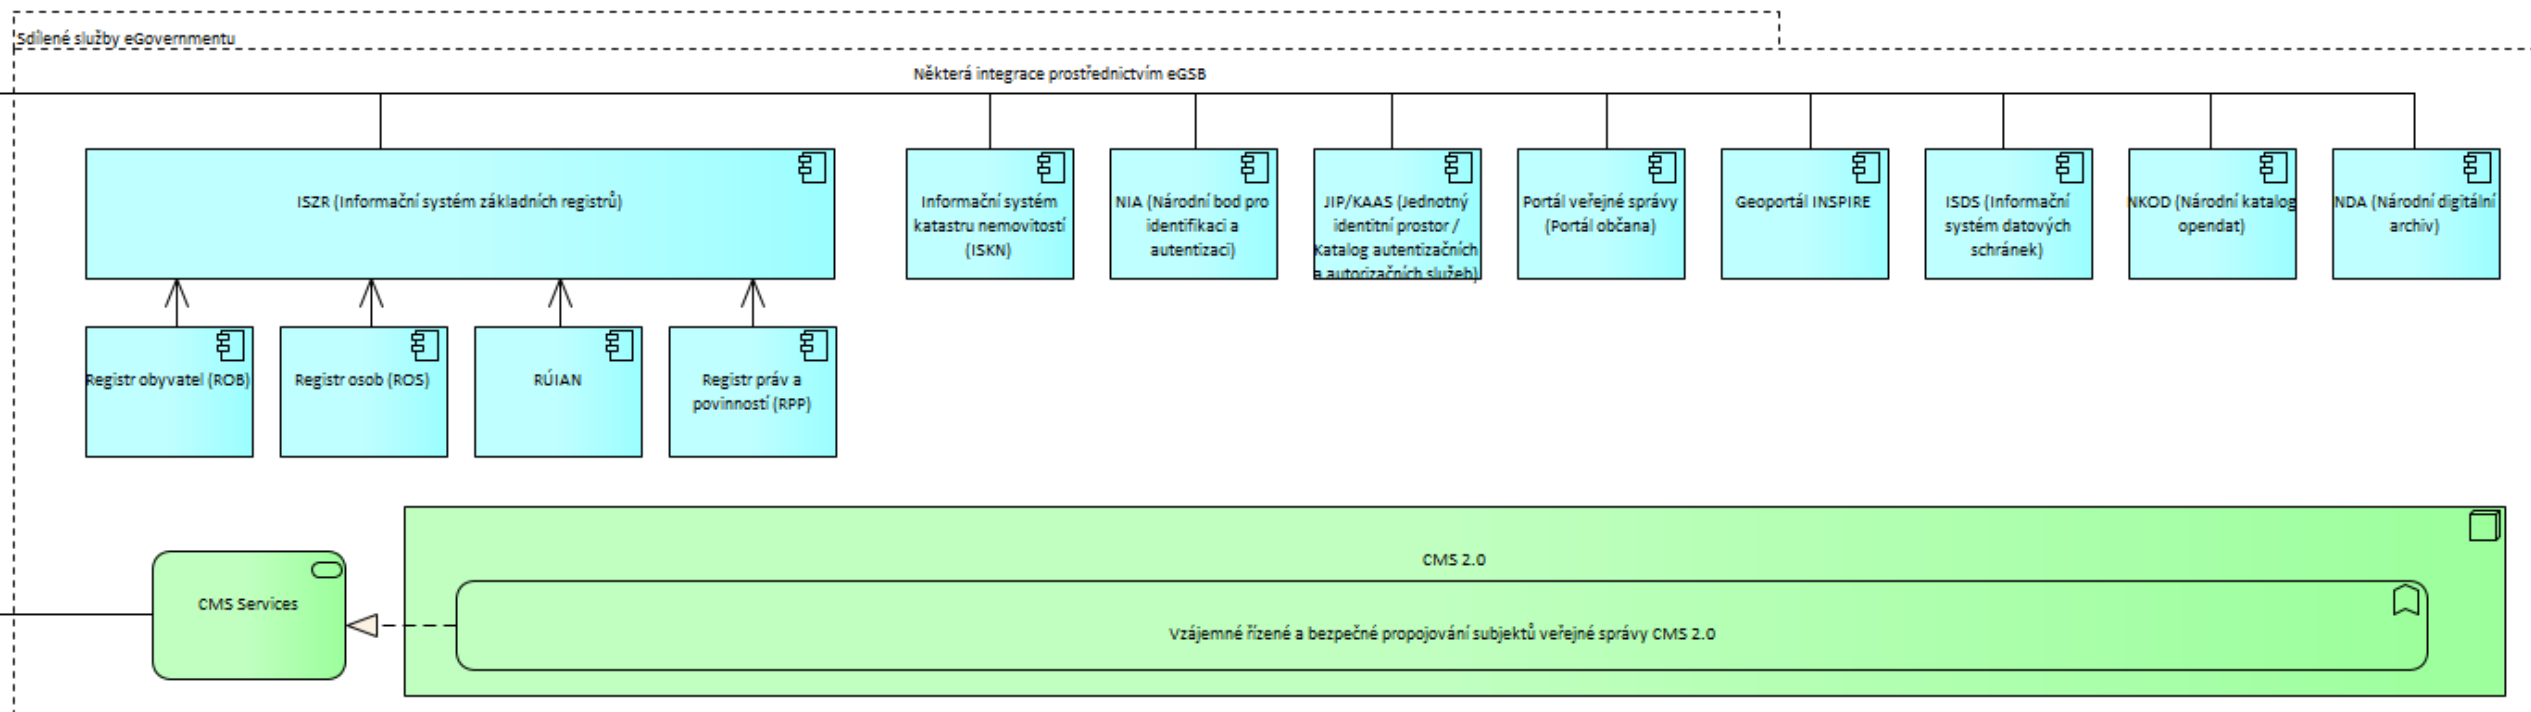 Sdílené služby eGovernmentu
Některá integrace prostřednictvím eGSB
ISZR (Informační systém základních registrů)
Informační systém
katastru nemovitostí
(ISKN)
NIA (Národní bod pro
identifikaci a
autentizaci)
JIP/KAAS (Jednotný
identitní prostor /
Katalog autentizačních
a autorizačních služeb)
Portál veřejné správy
(Portál občana)
Geoportál INSPIRE
ISDS (Informační
systém datových
schránek)
NKOD (Národní katalog
opendat)
NDA (Národní digitální
archiv)
Registr obyvatel (ROB)
Registr osob (ROS)
RÚIAN
Registr práv a
povinností (RPP)
CMS 2.0
CMS Services
Vzájemné řízené a bezpečné propojování subjektů veřejné správy CMS 2.0